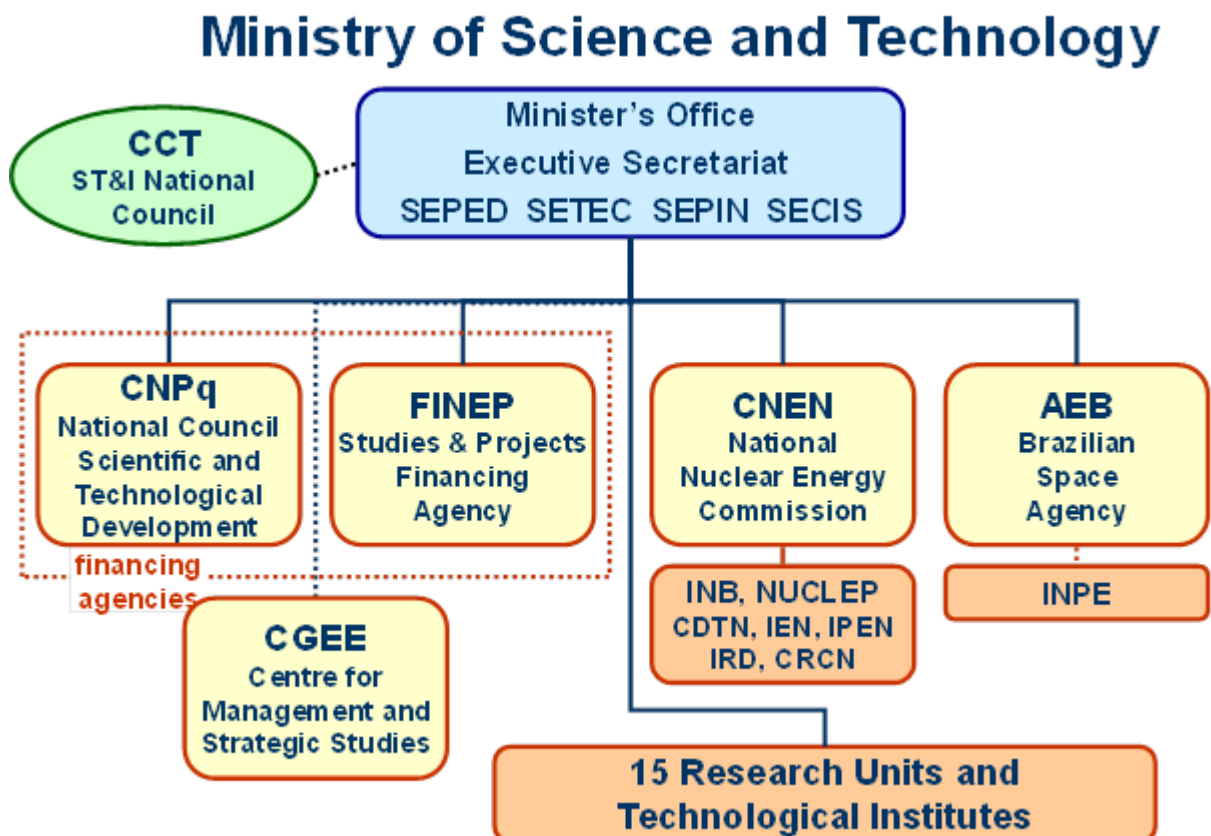 Ministry of Science and Technology
CCT
ST&I National
Council
Minister’s Office
Executive Secretariat
SEPED SETEC SEPIN SECIS
CNPq
National Council
Scientific and
Technological
Development
FINEP
Studies & Projects
Financing
Agency
CNEN
National
Nuclear Energy
Commission
AEB
Brazilian
Space
Agency
financing
agencies
INB, NUCLEP
CDTN, IEN, IPEN
IRD, CRCN
INPE
CGEE
Centre for
Management and
Strategic Studies
15 Research Units and
Technological Institutes